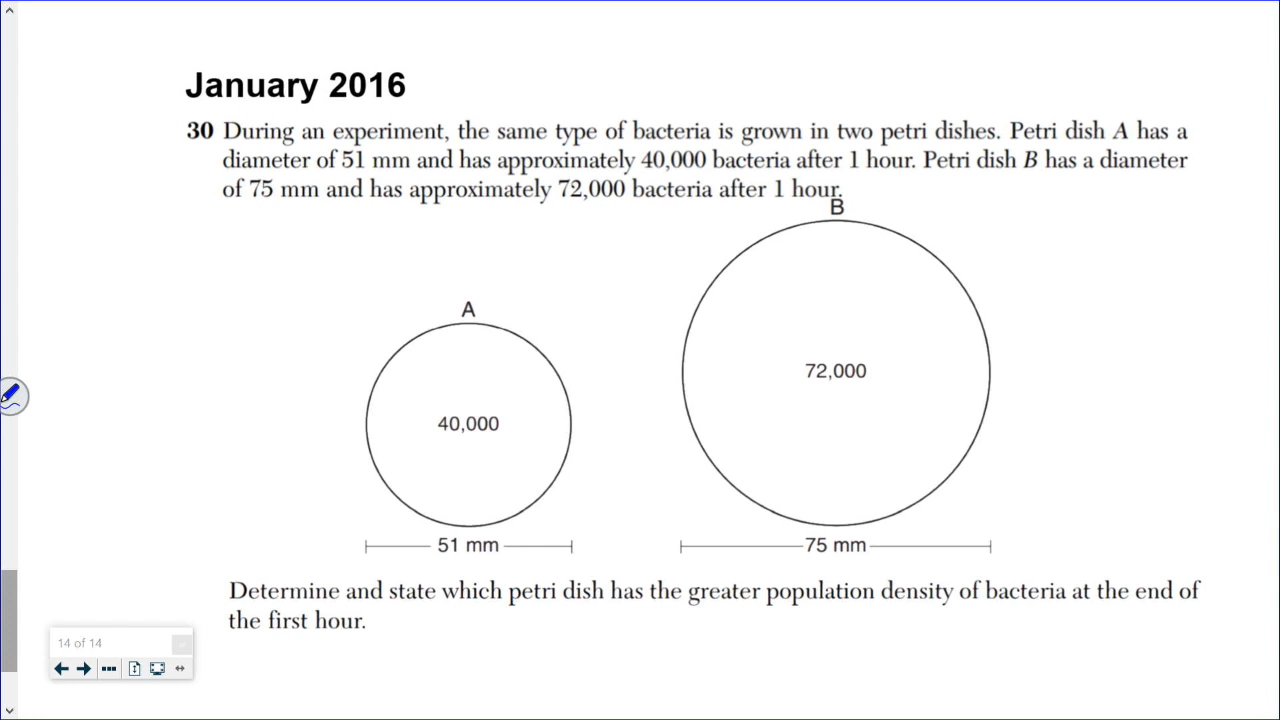 January 2016
30 During an experiment, the same type of bacteria is grown in two petri dishes. Petri dish A has a
diameter of 51 mm and has approximately 40,000 bacteria after 1 hour. Petri dish B has a diameter
of 75 mm and has approximately 72,000 bacteria after 1 hour.
B
A
72,000
40,000
51 mm
75 mm
Determine and state which petri dish has the greater population density of bacteria at the end of
the first hour.
14 of 14